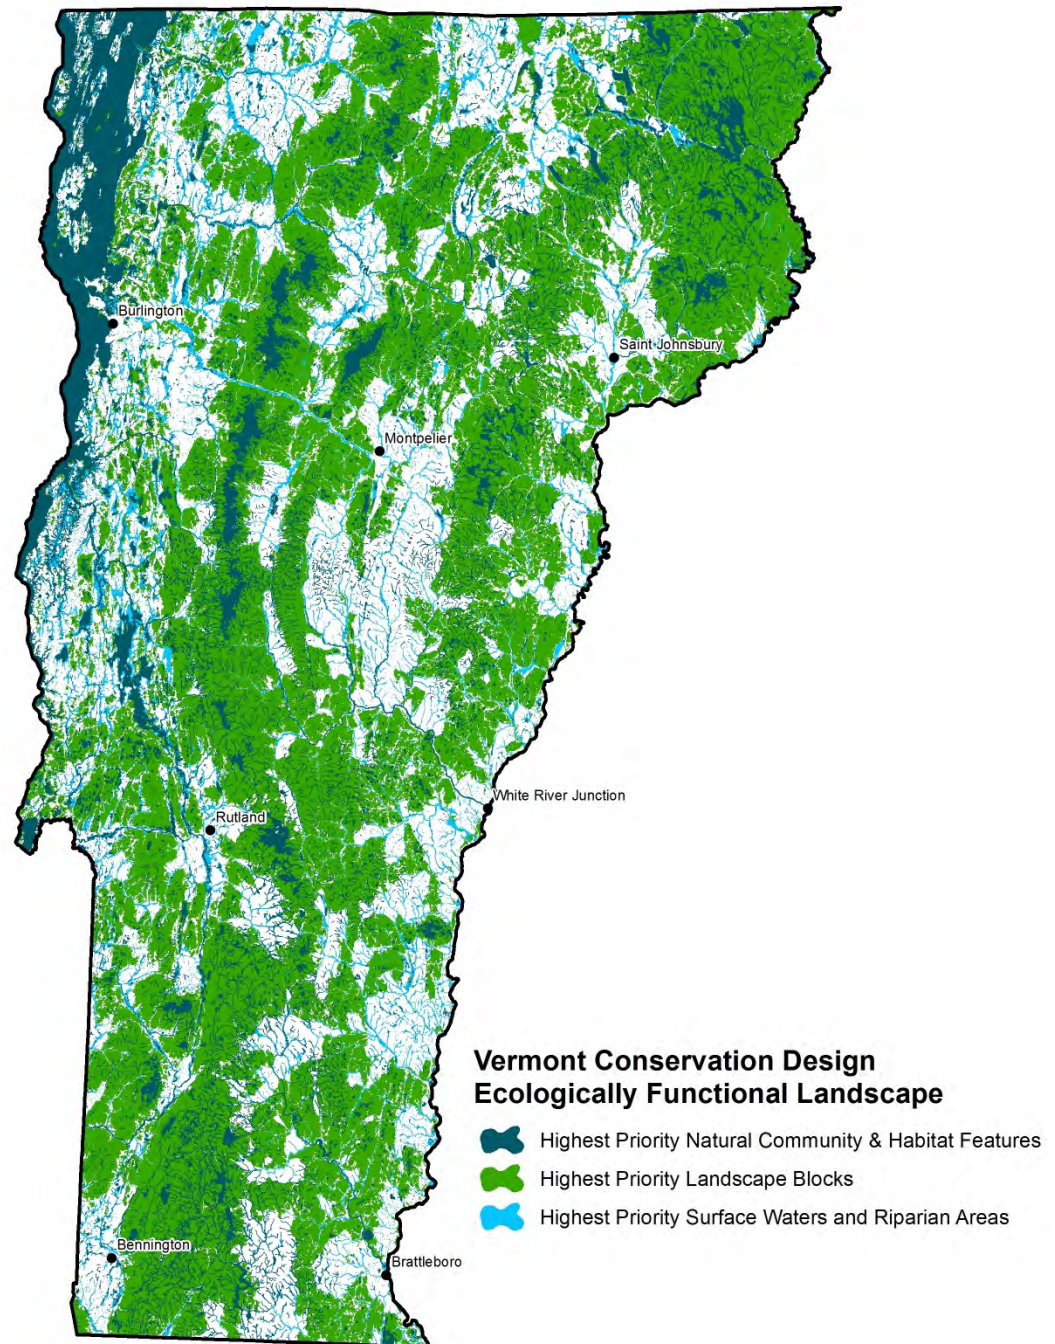 Burlington
Saint Johnsbury
Montpelier
White River Junction
Rutland
Vermont Conservation Design
Ecologically Functional Landscape
Highest Priority Natural Community & Habitat Features
Highest Priority Landscape Blocks
Highest Priority Surface Waters and Riparian Areas
Bennington
Brattleboro